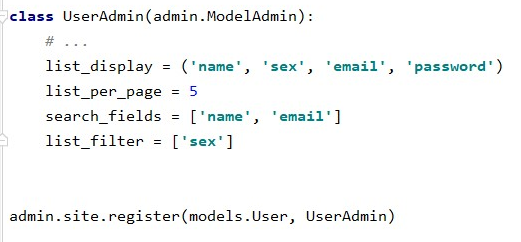 class UserAdmin(admin.ModelAdmin):
    # ...
    list_display = ('name', 'sex', 'email', 'password')
    list_per_page = 5
    search_fields = ['name', 'email']
    list_filter = ['sex']
admin.site.register(models.User, UserAdmin)